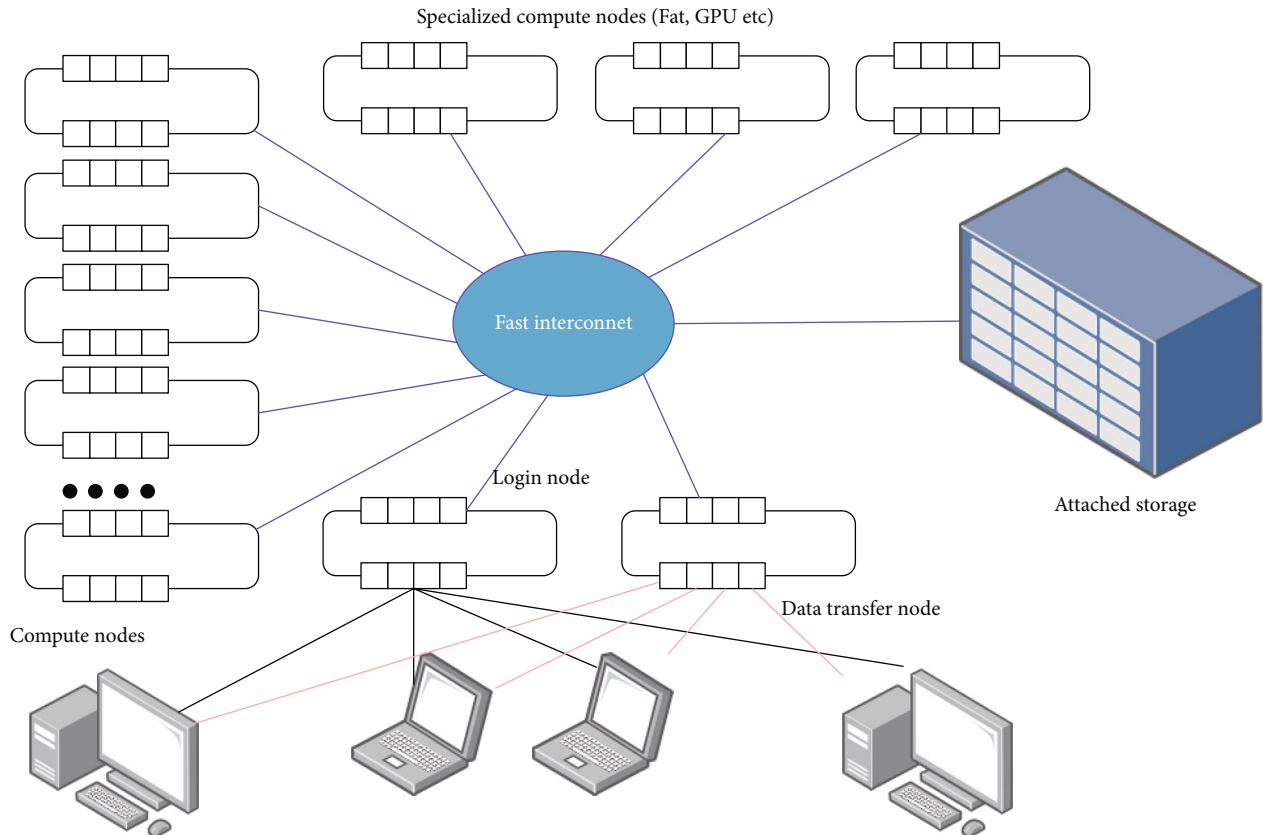 Specialized compute nodes (Fat, GPU etc)
Fast interconnet
Login node
Attached storage
Data transfer node
Compute nodes